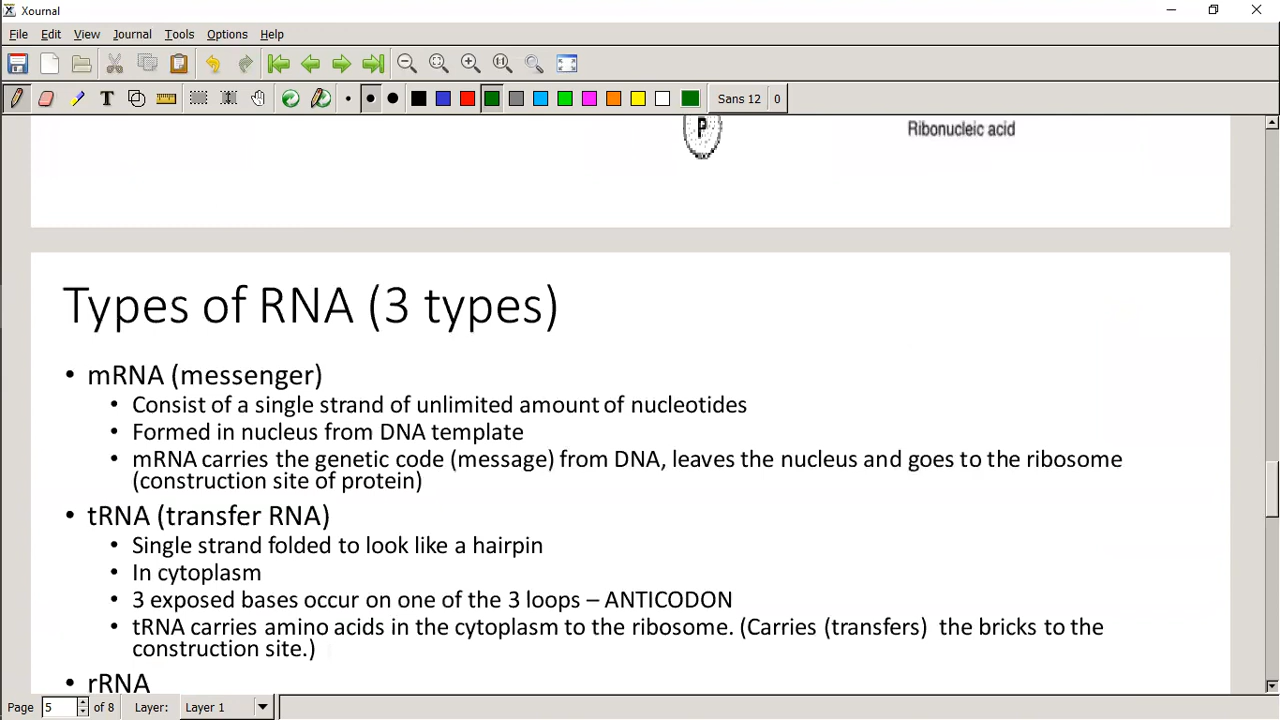 Xournal
File Edit View Journal Tools Options Help
T Sans 12 0
P
Ribonucleic acid
Types of RNA (3 types)
• mRNA (messenger)
• Consist of a single strand of unlimited amount of nucleotides
• Formed in nucleus from DNA template
• mRNA carries the genetic code (message) from DNA, leaves the nucleus and goes to the ribosome
(construction site of protein)
• tRNA (transfer RNA)
• Single strand folded to look like a hairpin
• In cytoplasm
• 3 exposed bases occur on one of the 3 loops – ANTICODON
• tRNA carries amino acids in the cytoplasm to the ribosome. (Carries (transfers) the bricks to the
construction site.)
• rRNA
Page 5 of 8 Layer: Layer 1